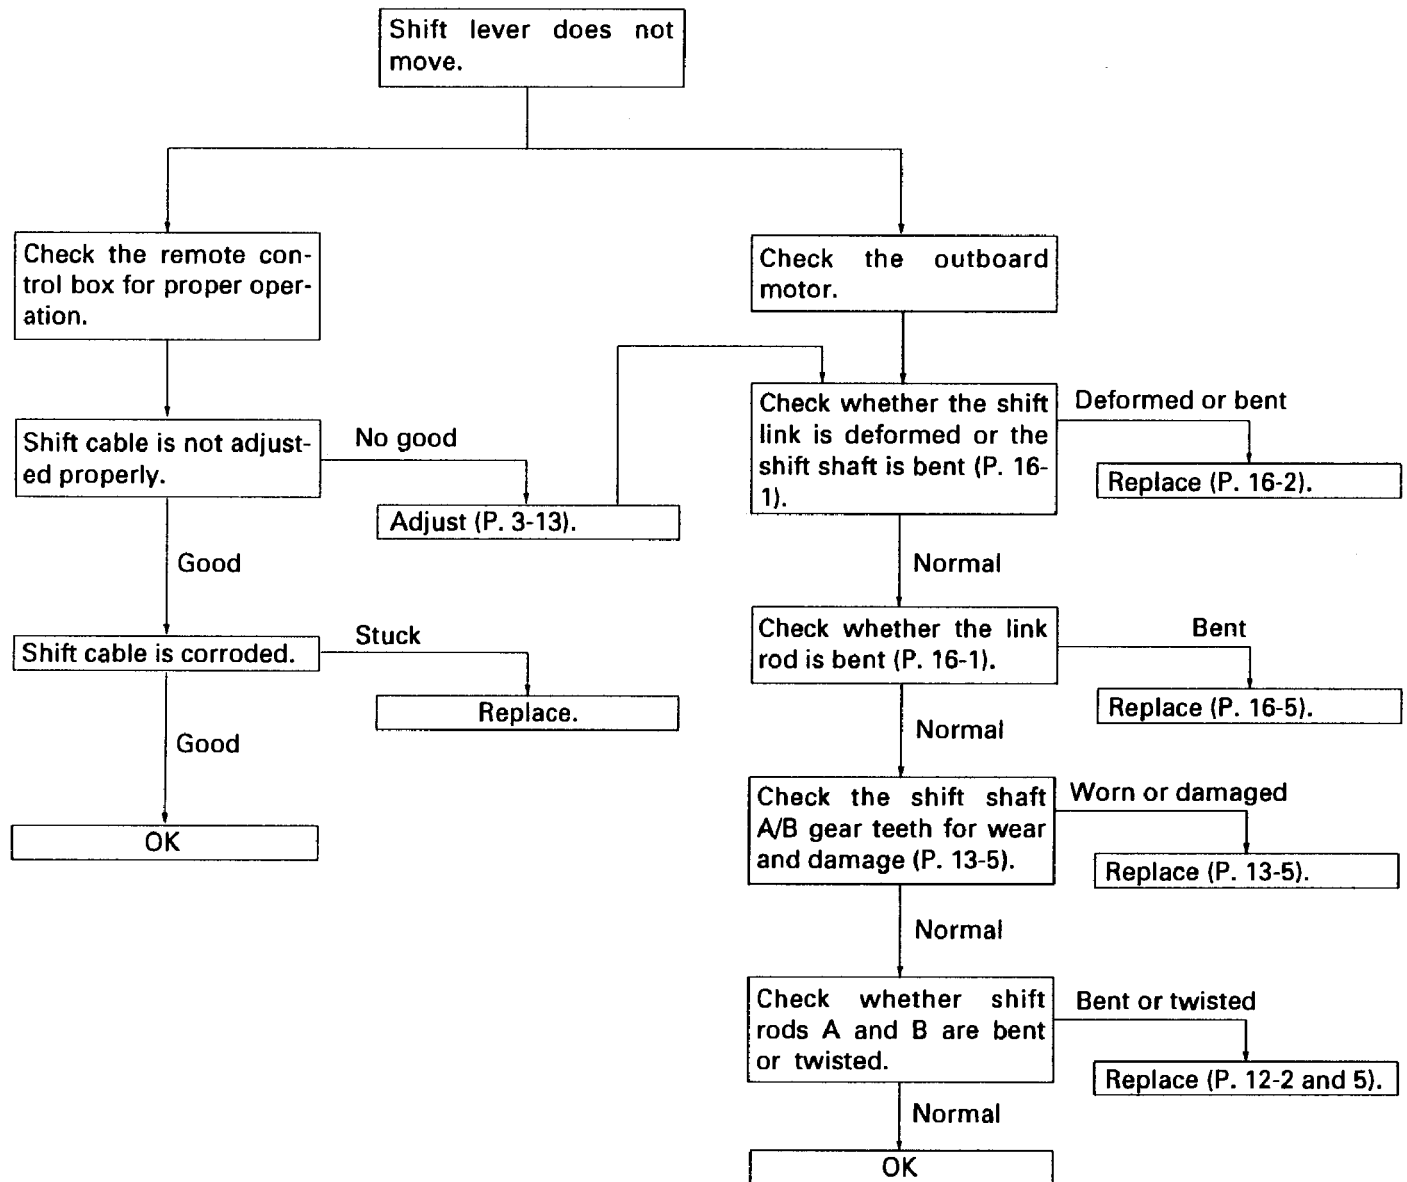 Shift lever does not
move.
Check the remote con-
trol box for proper oper-
ation.
Shift cable is not adjust-
ed properly.
No good
Adjust (P. 3-13).
Good
Shift cable is corroded.
Stuck
Replace.
Good
OK
Check the outboard
motor.
Check whether the shift
link is deformed or the
shift shaft is bent (P. 16-
1).
Deformed or bent
Replace (P. 16-2).
Normal
Check whether the link
rod is bent (P. 16-1).
Bent
Replace (P. 16-5).
Normal
Check the shift shaft
A/B gear teeth for wear
and damage (P. 13-5).
Worn or damaged
Replace (P. 13-5).
Normal
Check whether shift
rods A and B are bent
or twisted.
Bent or twisted
Replace (P. 12-2 and 5).
Normal
OK